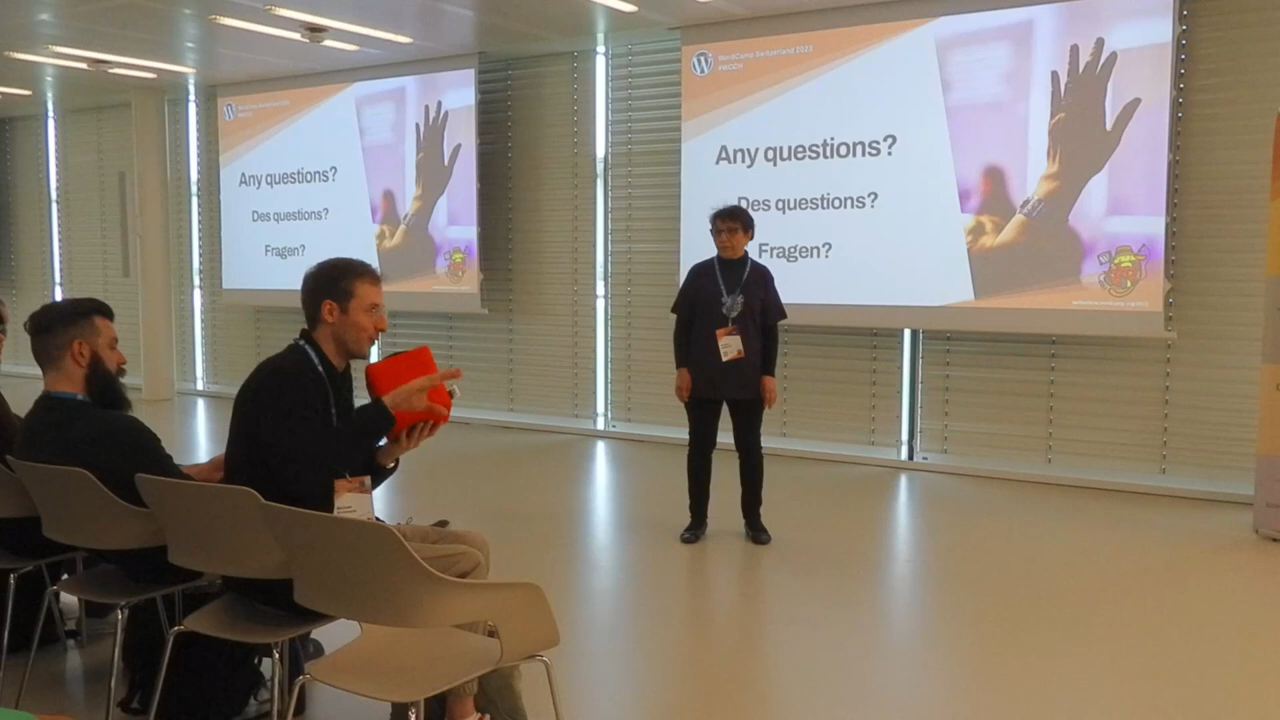 WordCamp Switzerland 2023
#WCCH
Any questions?
Des questions?
Fragen?
WordCamp Switzerland 2023
#WCCH
Any questions?
Des questions?
Fragen?